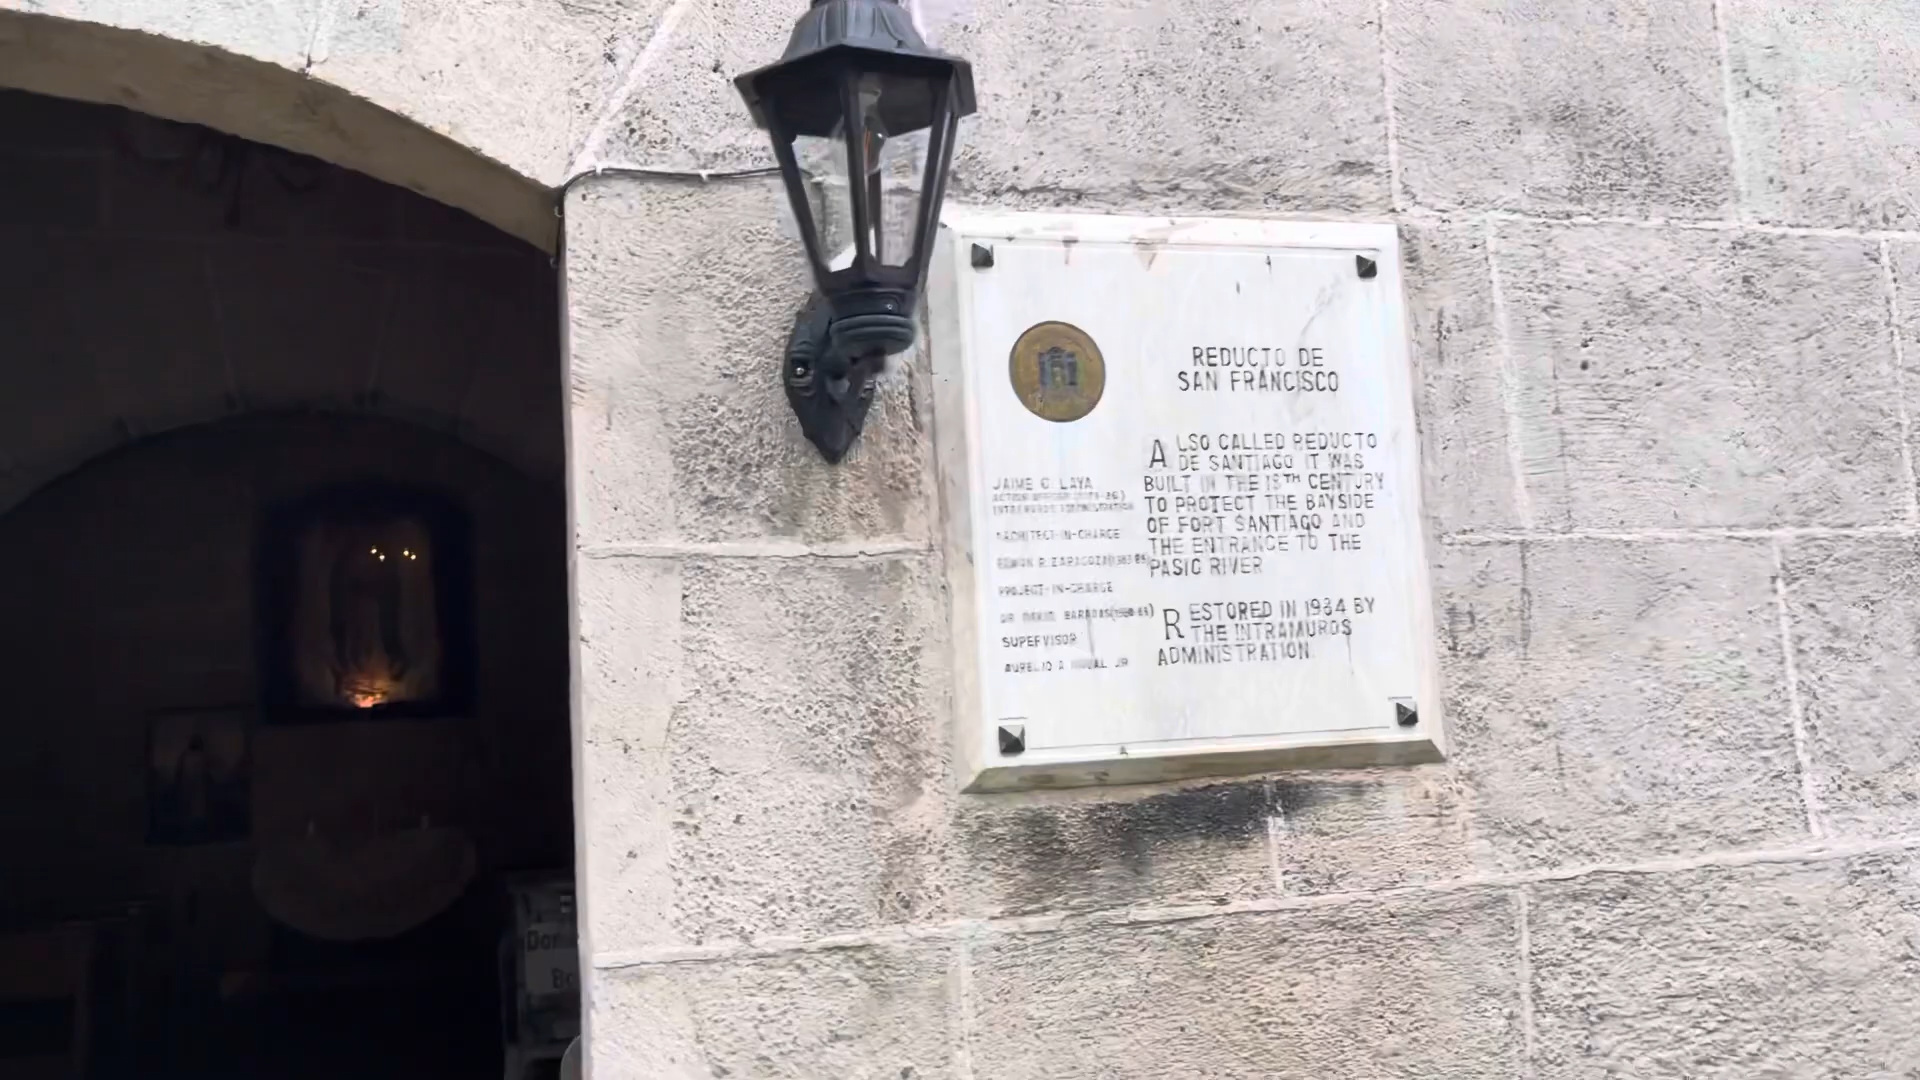 REDUCTO DE
SAN FRANCISCO
ALSO CALLED REDUCTO
DE SANTIAGO IT WAS
BUILT IN THE 18TH CENTURY
TO PROTECT THE BAYSIDE
OF FORT SANTIAGO AND
THE ENTRANCE TO THE
PASIG RIVER
RESTORED IN 1984 BY
THE INTRAMUROS
ADMINISTRATION
JAIME C. LAYA
INTRAMUROS ADMINISTRATION
ARCHITECT-IN-CHARGE
PROJECT-IN-CHARGE
SUPERVISOR